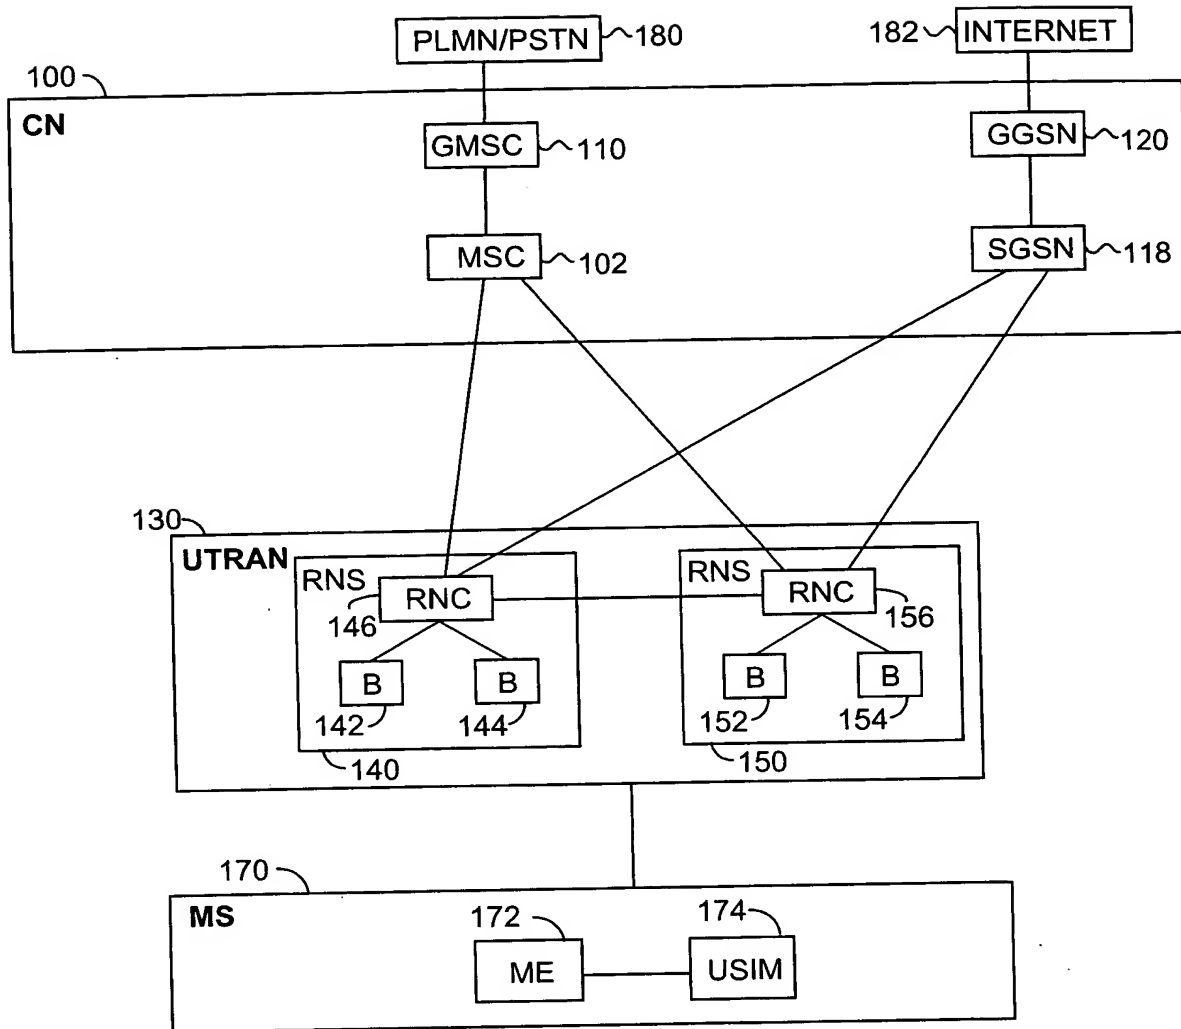 PLMN/PSTN 180
182 INTERNET
100
CN
GMSC 110
GGSN 120
MSC 102
SGSN 118
130
UTRAN
RNS
RNC
146
B
B
142
144
140
RNS
RNC
156
B
B
152
154
150
170
MS
172
ME
174
USIM